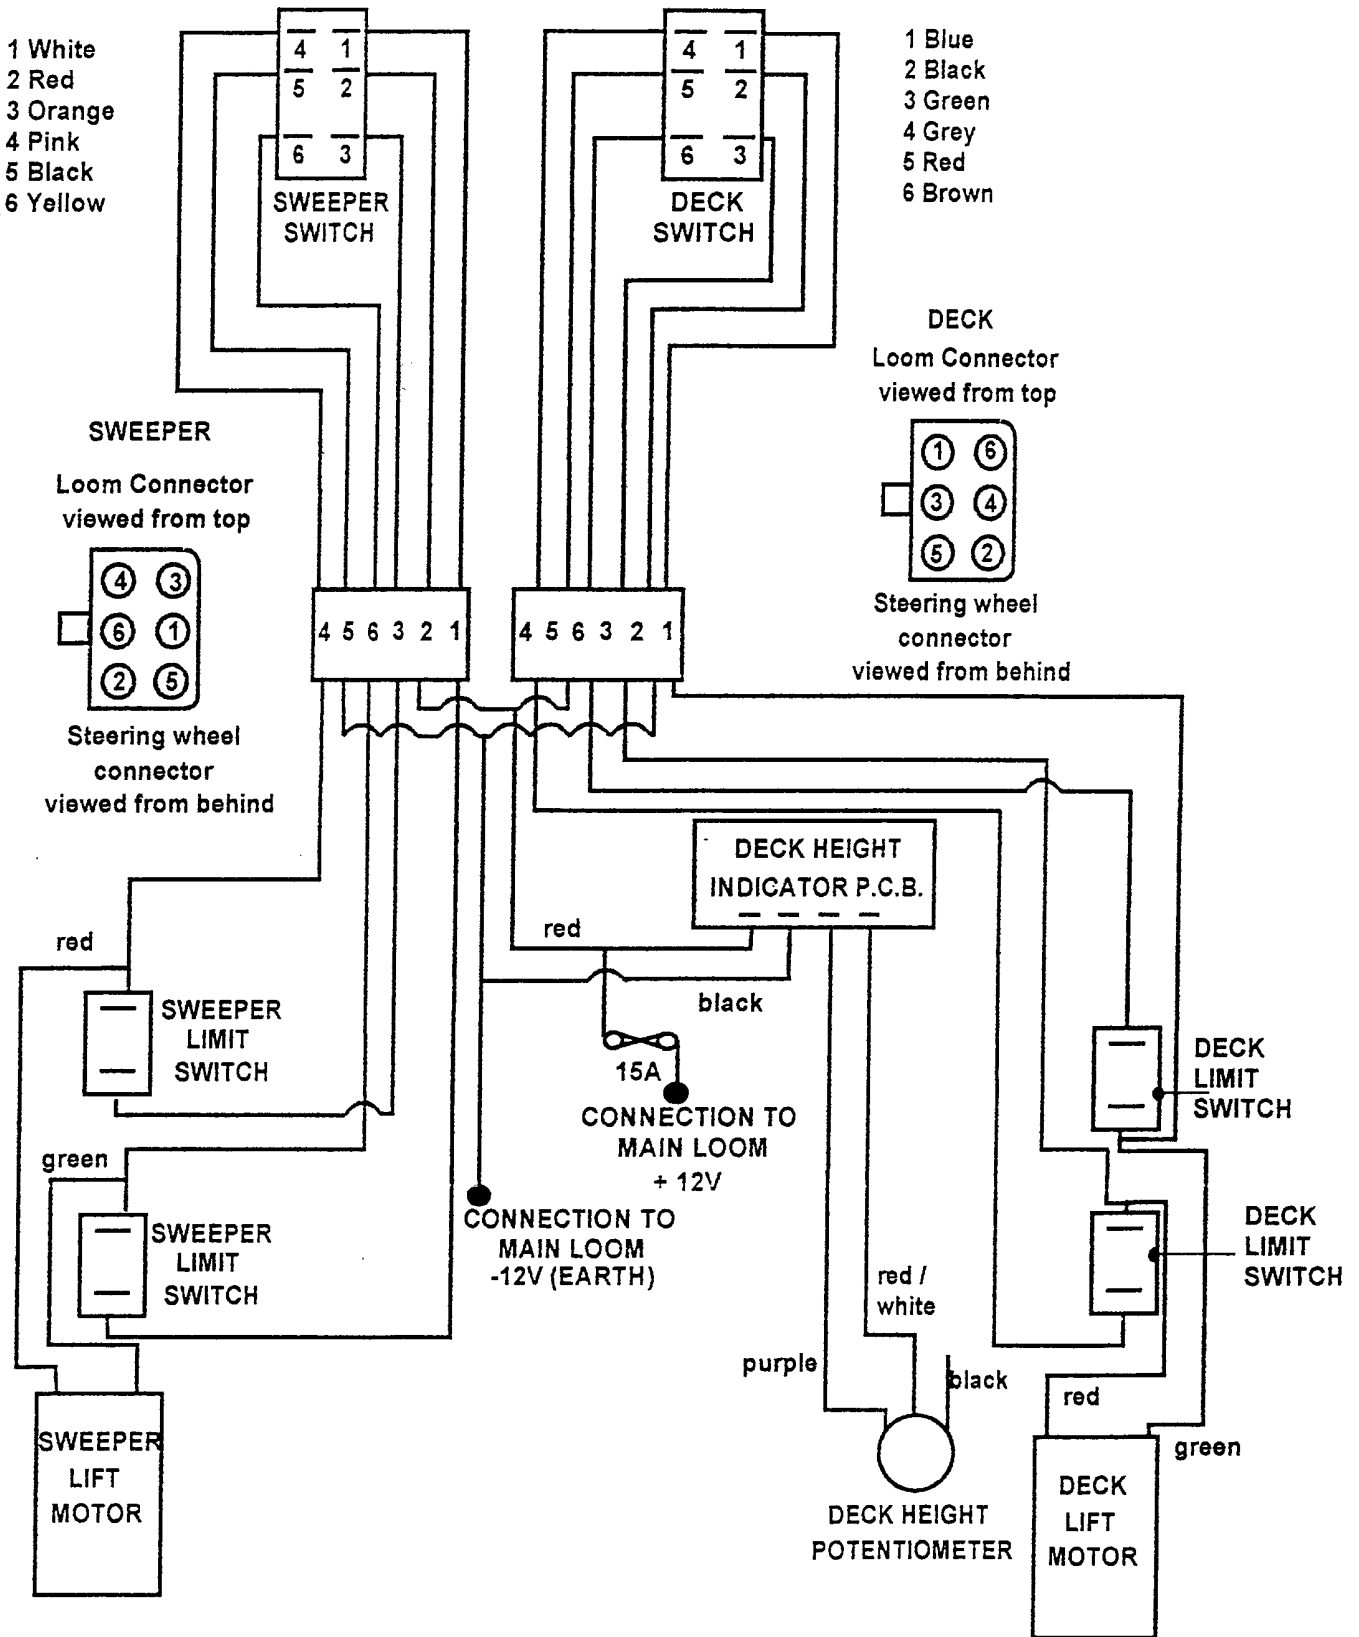 1 White
2 Red
3 Orange
4 Pink
5 Black
6 Yellow
4 1
5 2
6 3
SWEEPER
SWITCH
4 1
5 2
6 3
DECK
SWITCH
1 Blue
2 Black
3 Green
4 Grey
5 Red
6 Brown
DECK
Loom Connector
viewed from top
1 6
3 4
5 2
Steering wheel
connector
viewed from behind
SWEEPER
Loom Connector
viewed from top
4 3
6 1
2 5
Steering wheel
connector
viewed from behind
4 5 6 3 2 1
4 5 6 3 2 1
DECK HEIGHT
INDICATOR P.C.B.
red
black
15A
CONNECTION TO
MAIN LOOM
+ 12V
CONNECTION TO
MAIN LOOM
-12V (EARTH)
red
SWEEPER
LIMIT
SWITCH
green
SWEEPER
LIMIT
SWITCH
SWEEPER
LIFT
MOTOR
DECK
LIMIT
SWITCH
DECK
LIMIT
SWITCH
red /
white
purple
black
DECK HEIGHT
POTENTIOMETER
red
green
DECK
LIFT
MOTOR